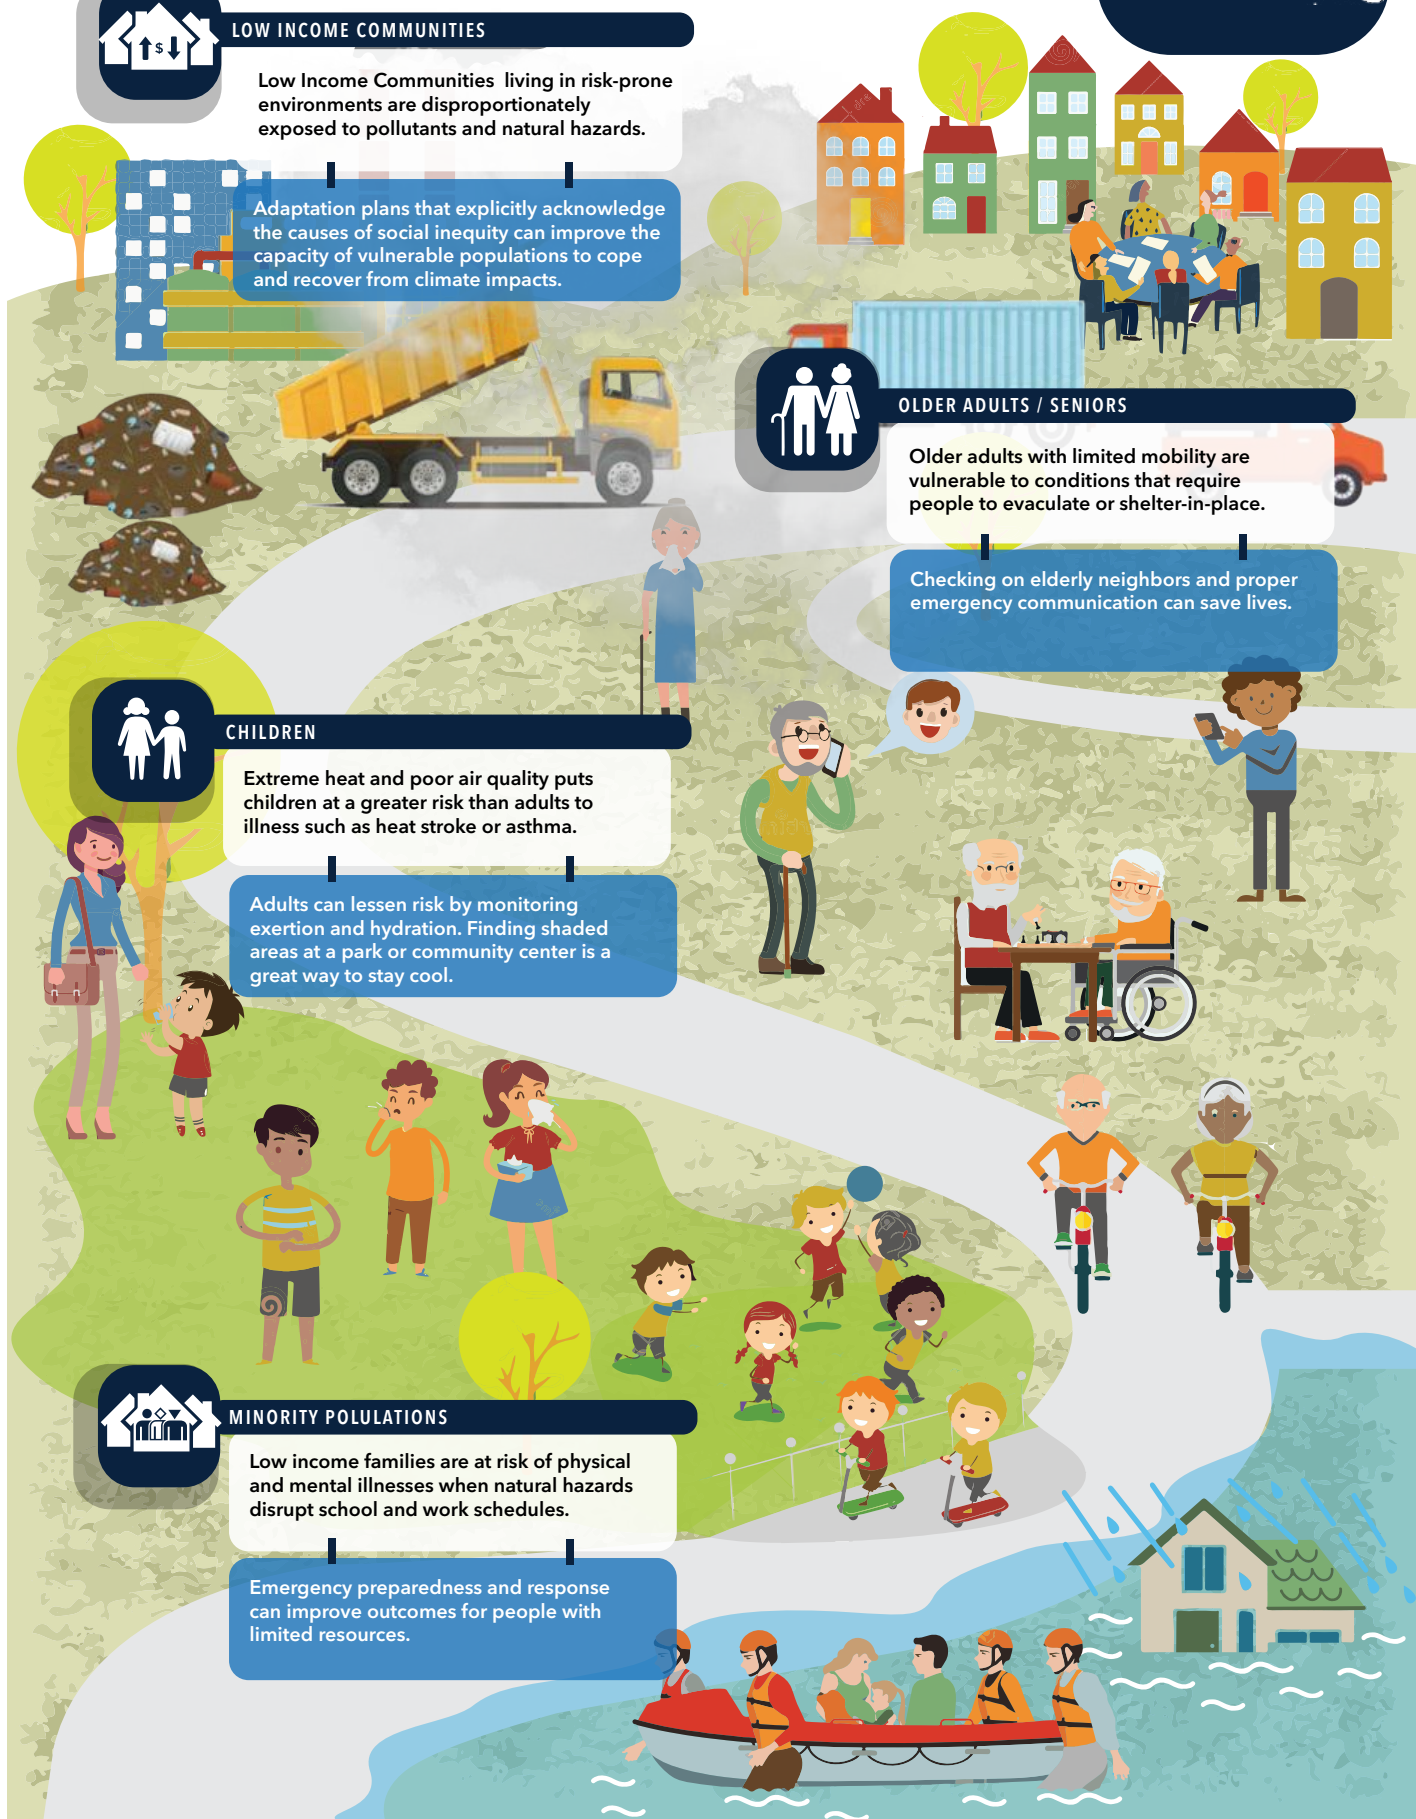 LOW INCOME COMMUNITIES
Low Income Communities living in risk-prone
environments are disproportionately
exposed to pollutants and natural hazards.
Adaptation plans that explicitly acknowledge
the causes of social inequity can improve the
capacity of vulnerable populations to cope
and recover from climate impacts.
OLDER ADULTS / SENIORS
Older adults with limited mobility are
vulnerable to conditions that require
people to evaculate or shelter-in-place.
Checking on elderly neighbors and proper
emergency communication can save lives.
CHILDREN
Extreme heat and poor air quality puts
children at a greater risk than adults to
illness such as heat stroke or asthma.
Adults can lessen risk by monitoring
exertion and hydration. Finding shaded
areas at a park or community center is a
great way to stay cool.
MINORITY POLULATIONS
Low income families are at risk of physical
and mental illnesses when natural hazards
disrupt school and work schedules.
Emergency preparedness and response
can improve outcomes for people with
limited resources.